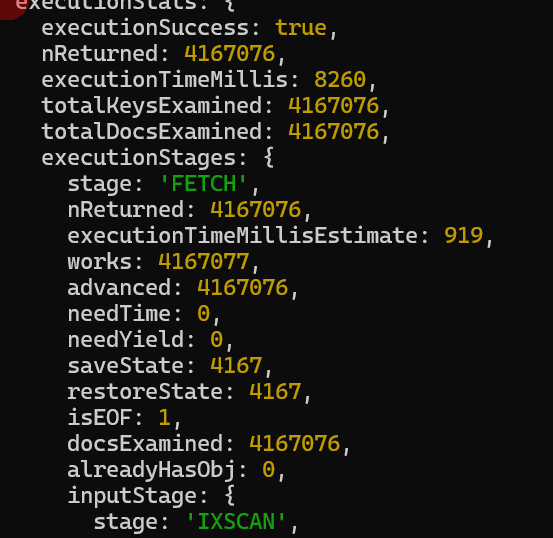 executionStats: {
executionSuccess: true,
nReturned: 4167076,
executionTimeMillis: 8260,
totalKeysExamined: 4167076,
totalDocsExamined: 4167076,
executionStages: {
stage: 'FETCH',
nReturned: 4167076,
executionTimeMillisEstimate: 919,
works: 4167077,
advanced: 4167076,
needTime: 0,
needYield: 0,
saveState: 4167,
restoreState: 4167,
isEOF: 1,
docsExamined: 4167076,
alreadyHasObj: 0,
inputStage: {
stage: 'IXSCAN',